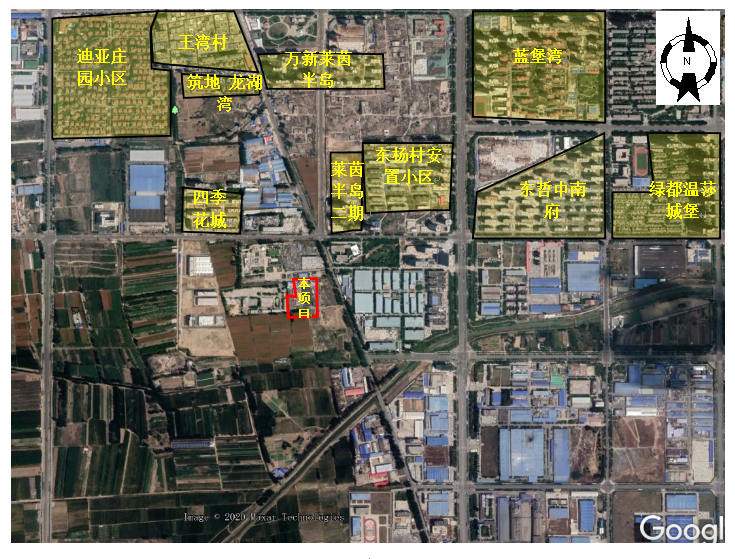 迪亚庄
园小区
王湾村
筑地 龙湖
湾
万新莱茵
半岛
蓝堡湾
N
四季
花城
莱茵
半岛
二期
东杨村安
置小区
东哲中南
府
绿都温莎
城堡
本
项
目
Image © 2020 Maxar Technologies
Googl